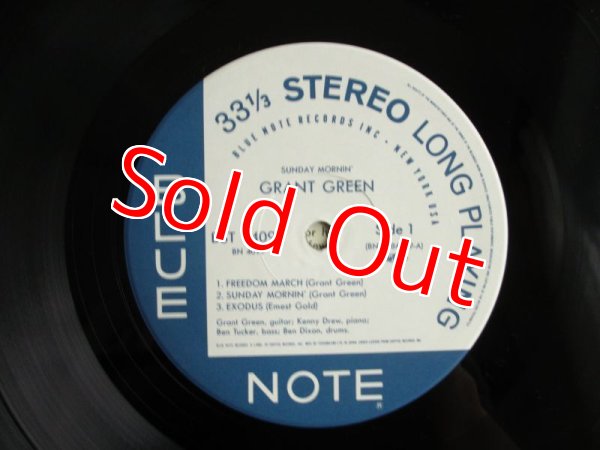 33⅓ STEREO LONG PLAYING
BLUE NOTE RECORDS INC · NEW YORK USA
SUNDAY MORNIN'
GRANT GREEN
Sold Out
Side 1
1. FREEDOM MARCH (Grant Green)
2. SUNDAY MORNIN' (Grant Green)
3. EXODUS (Ernest Gold)
Grant Green, guitar; Kenny Drew, piano;
Ben Tucker, bass; Ben Dixon, drums.
BLUE
NOTE